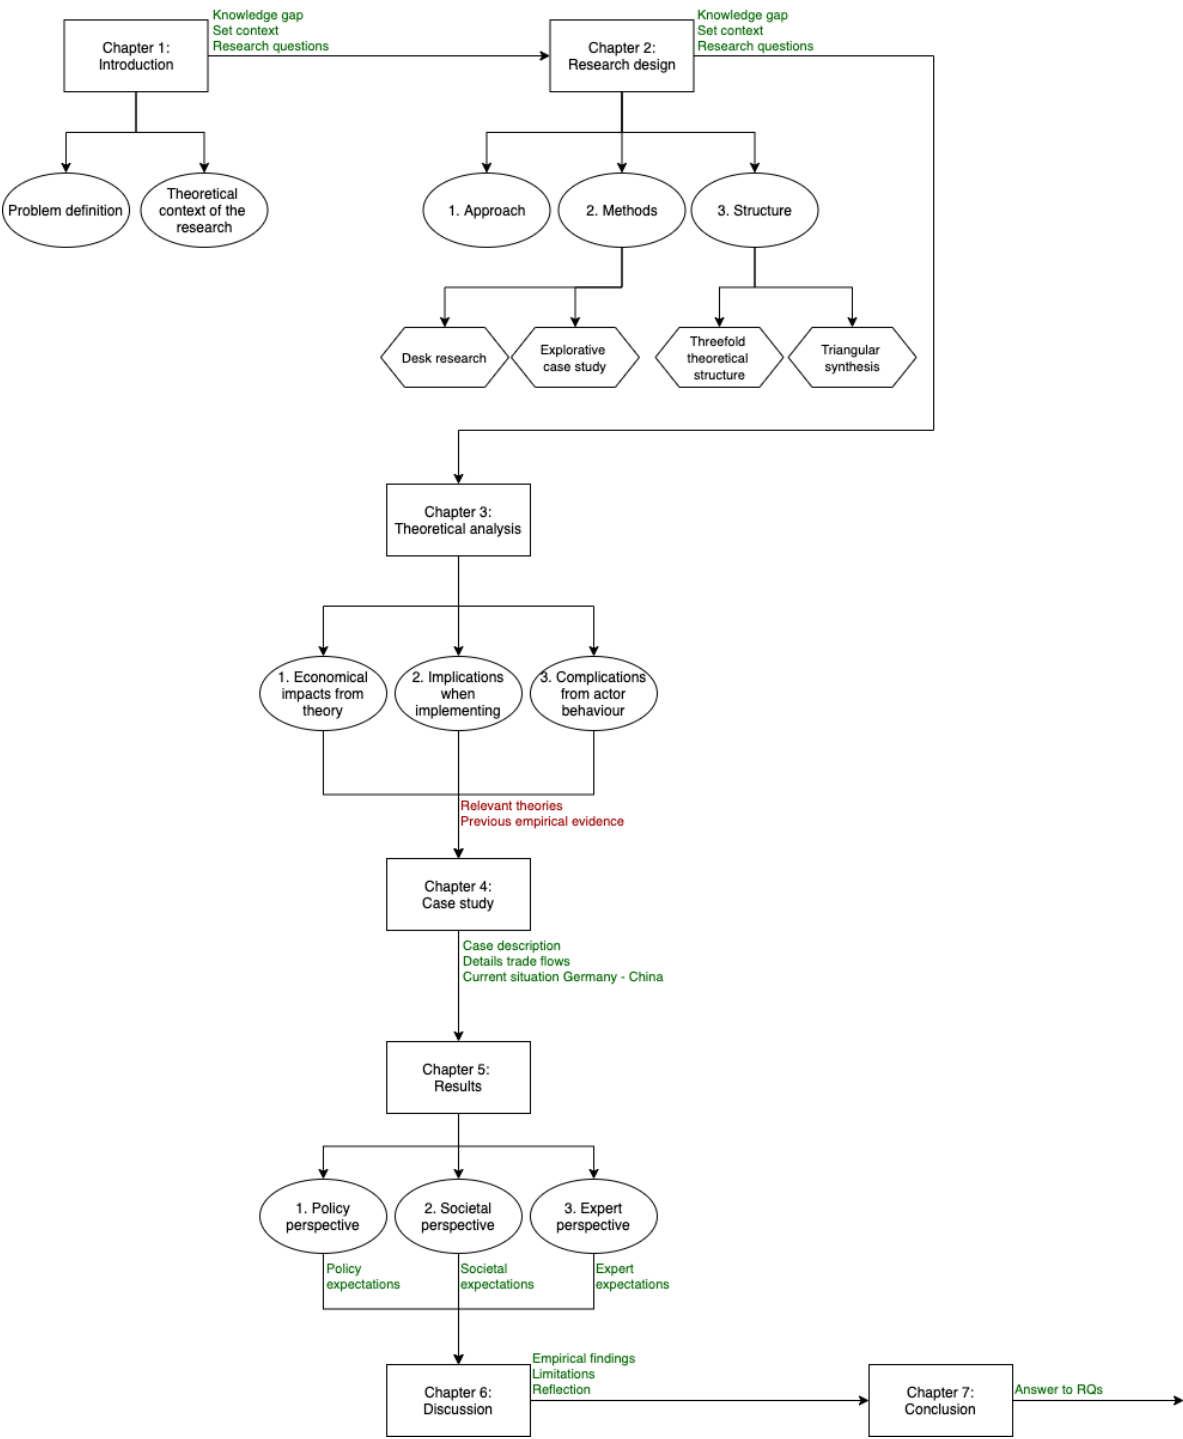 Knowledge gap
Set context
Research questions
Chapter 1:
Introduction
Knowledge gap
Set context
Research questions
Chapter 2:
Research design
Problem definition
Theoretical
context of the
research
1. Approach
2. Methods
3. Structure
Desk research
Explorative
case study
Threefold
theoretical
structure
Triangular
synthesis
Chapter 3:
Theoretical analysis
1. Economical
impacts from
theory
2. Implications
when
implementing
3. Complications
from actor
behaviour
Relevant theories
Previous empirical evidence
Chapter 4:
Case study
Case description
Details trade flows
Current situation Germany - China
Chapter 5:
Results
1. Policy
perspective
2. Societal
perspective
3. Expert
perspective
Policy
expectations
Societal
expectations
Expert
expectations
Chapter 6:
Discussion
Empirical findings
Limitations
Reflection
Chapter 7:
Conclusion
Answer to RQs